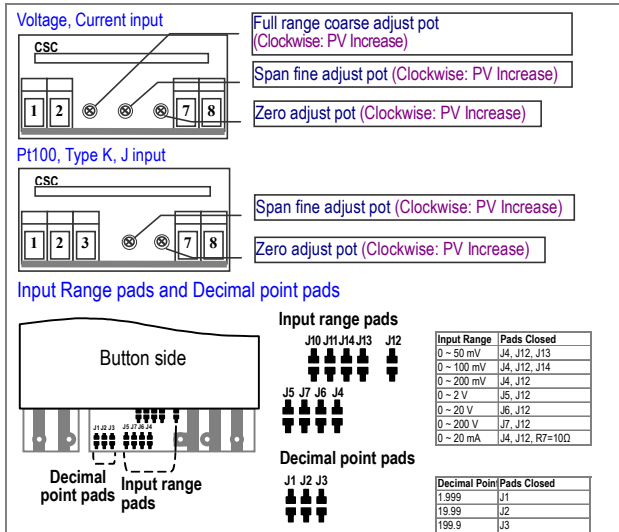 Voltage, Current input
Full range coarse adjust pot
(Clockwise: PV Increase)
CSC
Span fine adjust pot (Clockwise: PV Increase)
1 2 7 8
Zero adjust pot (Clockwise: PV Increase)
Pt100, Type K, J input
CSC
Span fine adjust pot (Clockwise: PV Increase)
1 2 3 7 8
Zero adjust pot (Clockwise: PV Increase)
Input Range pads and Decimal point pads
Button side
J1 J2 J3 J5 J7 J6 J4
Decimal
point pads
Input range
pads
Input range pads
J10 J11 J14 J13 J12
J5 J7 J6 J4
Decimal point pads
J1 J2 J3
Input Range Pads Closed
0 ~ 50 mV J4, J12, J13
0 ~ 100 mV J4, J12, J14
0 ~ 200 mV J4, J12
0 ~ 2 V J5, J12
0 ~ 20 V J6, J12
0 ~ 200 V J7, J12
0 ~ 20 mA J4, J12, R7=10Ω
Decimal Point Pads Closed
1.999 J1
19.99 J2
199.9 J3